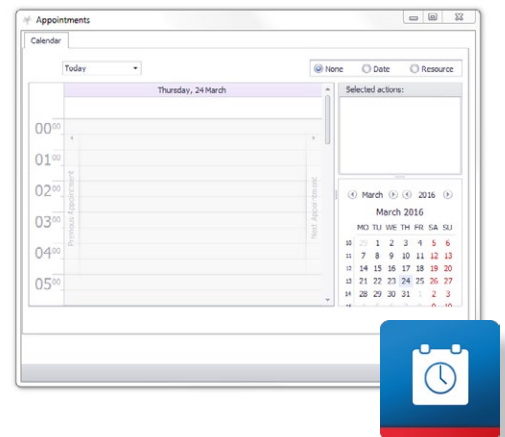 Appointments
Calendar
Today
None Date Resource
Thursday, 24 March
Selected actions:
00 00
01 00
02 00
03 00
04 00
05 00
Previous Appointment
Next Appointment
March 2016
March 2016
MO TU WE TH FR SA SU
10 29 1 2 3 4 5 6
11 7 8 9 10 11 12 13
12 14 15 16 17 18 19 20
13 21 22 23 24 25 26 27
14 28 29 30 31 1 2 3